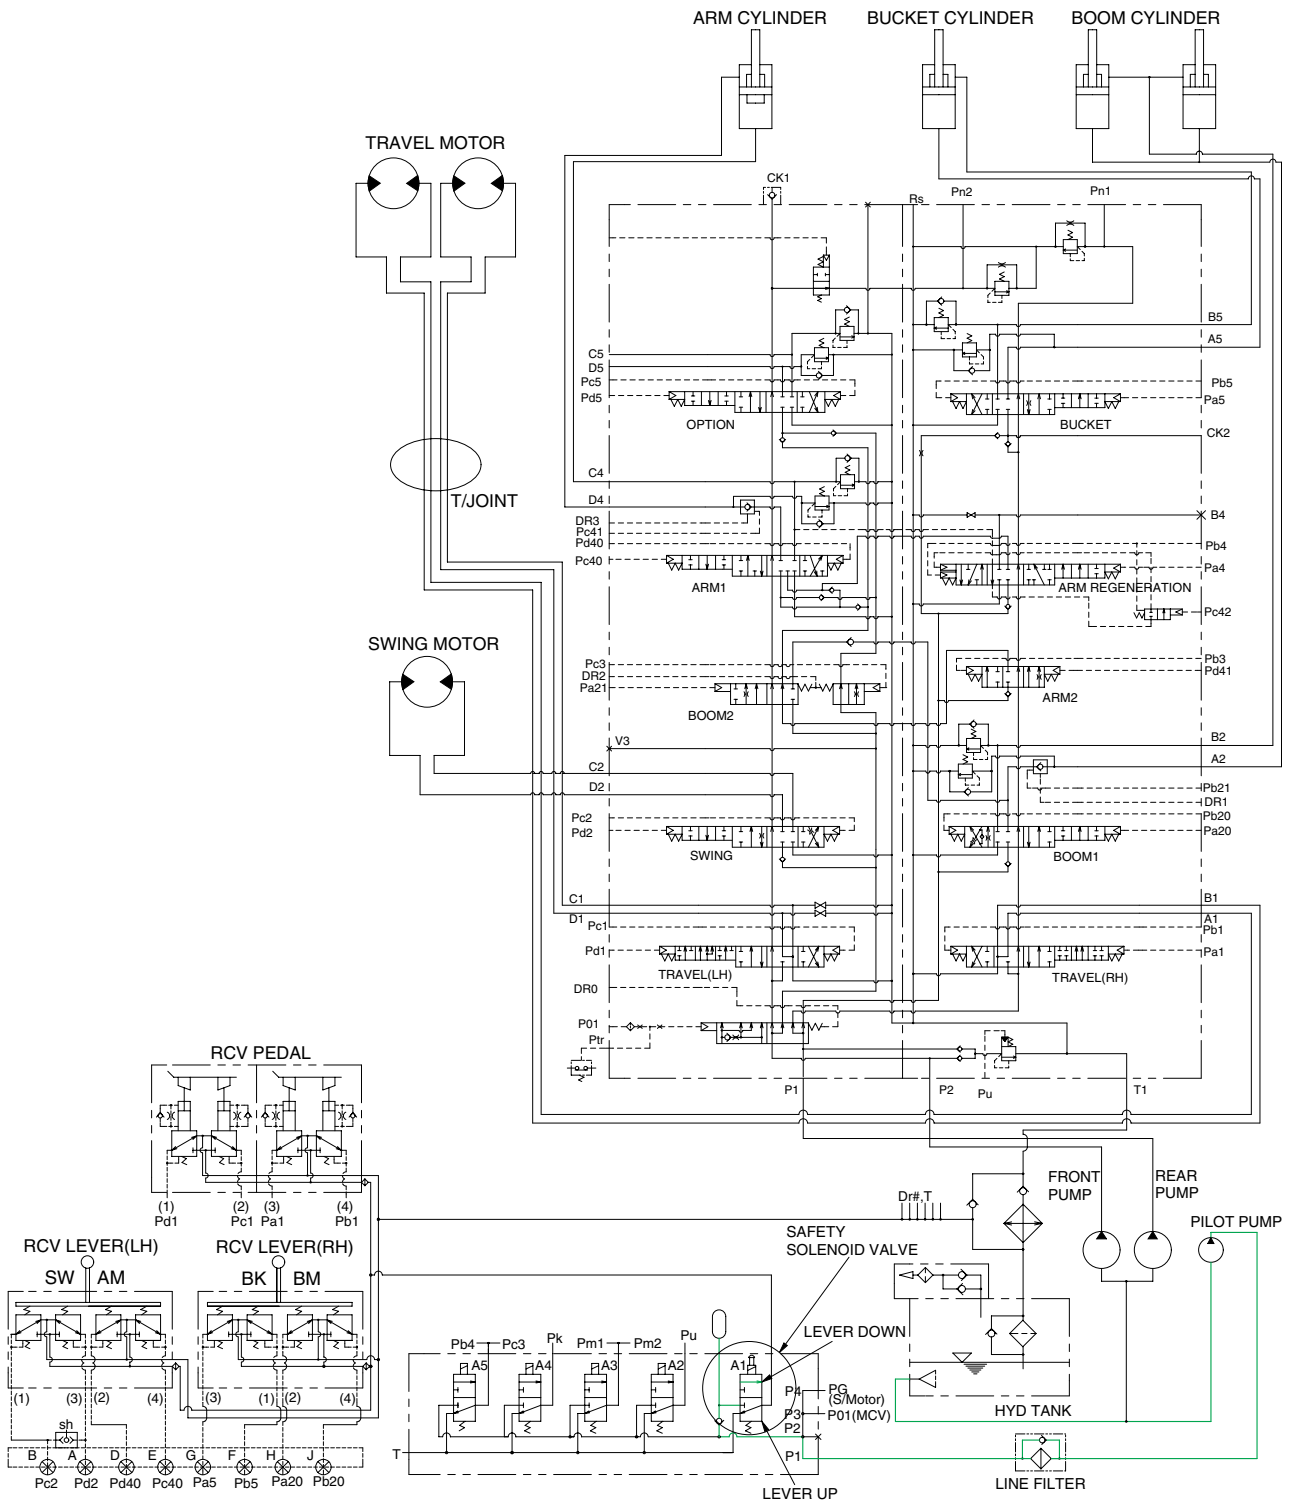 ARM CYLINDER
BUCKET CYLINDER
BOOM CYLINDER
TRAVEL MOTOR
CK1
Rs
Pn2
Pn1
B5
A5
C5
D5
Pc5
Pd5
Pb5
Pa5
OPTION
BUCKET
CK2
T/JOINT
C4
D4
DR3
Pc41
Pd40
Pc40
B4
Pb4
Pa4
ARM1
ARM REGENERATION
Pc42
SWING MOTOR
Pc3
DR2
Pa21
Pb3
Pd41
BOOM2
ARM2
V3
B2
C2
A2
D2
Pb21
DR1
Pc2
Pd2
Pb20
Pa20
SWING
BOOM1
C1
D1
Pc1
B1
A1
Pb1
Pd1
Pa1
TRAVEL(LH)
TRAVEL(RH)
DR0
P01
Ptr
P1
P2
Pu
T1
RCV PEDAL
(1)
(2)
(3)
(4)
Pd1
Pc1
Pa1
Pb1
FRONT
PUMP
REAR
PUMP
PILOT PUMP
Dr#,T
SAFETY
SOLENOID VALVE
RCV LEVER(LH)
RCV LEVER(RH)
SW
AM
BK
BM
LEVER DOWN
Pb4
Pc3
Pk
Pm1
Pm2
Pu
A5
A4
A3
A2
A1
P4
PG
(S/Motor)
P3
P01(MCV)
P2
P1
T
HYD TANK
LINE FILTER
LEVER UP
(1)
(3)
(2)
(4)
(3)
(1)
(2)
(4)
sh
B
A
D
E
G
F
H
J
Pc2
Pd2
Pd40
Pc40
Pa5
Pb5
Pa20
Pb20